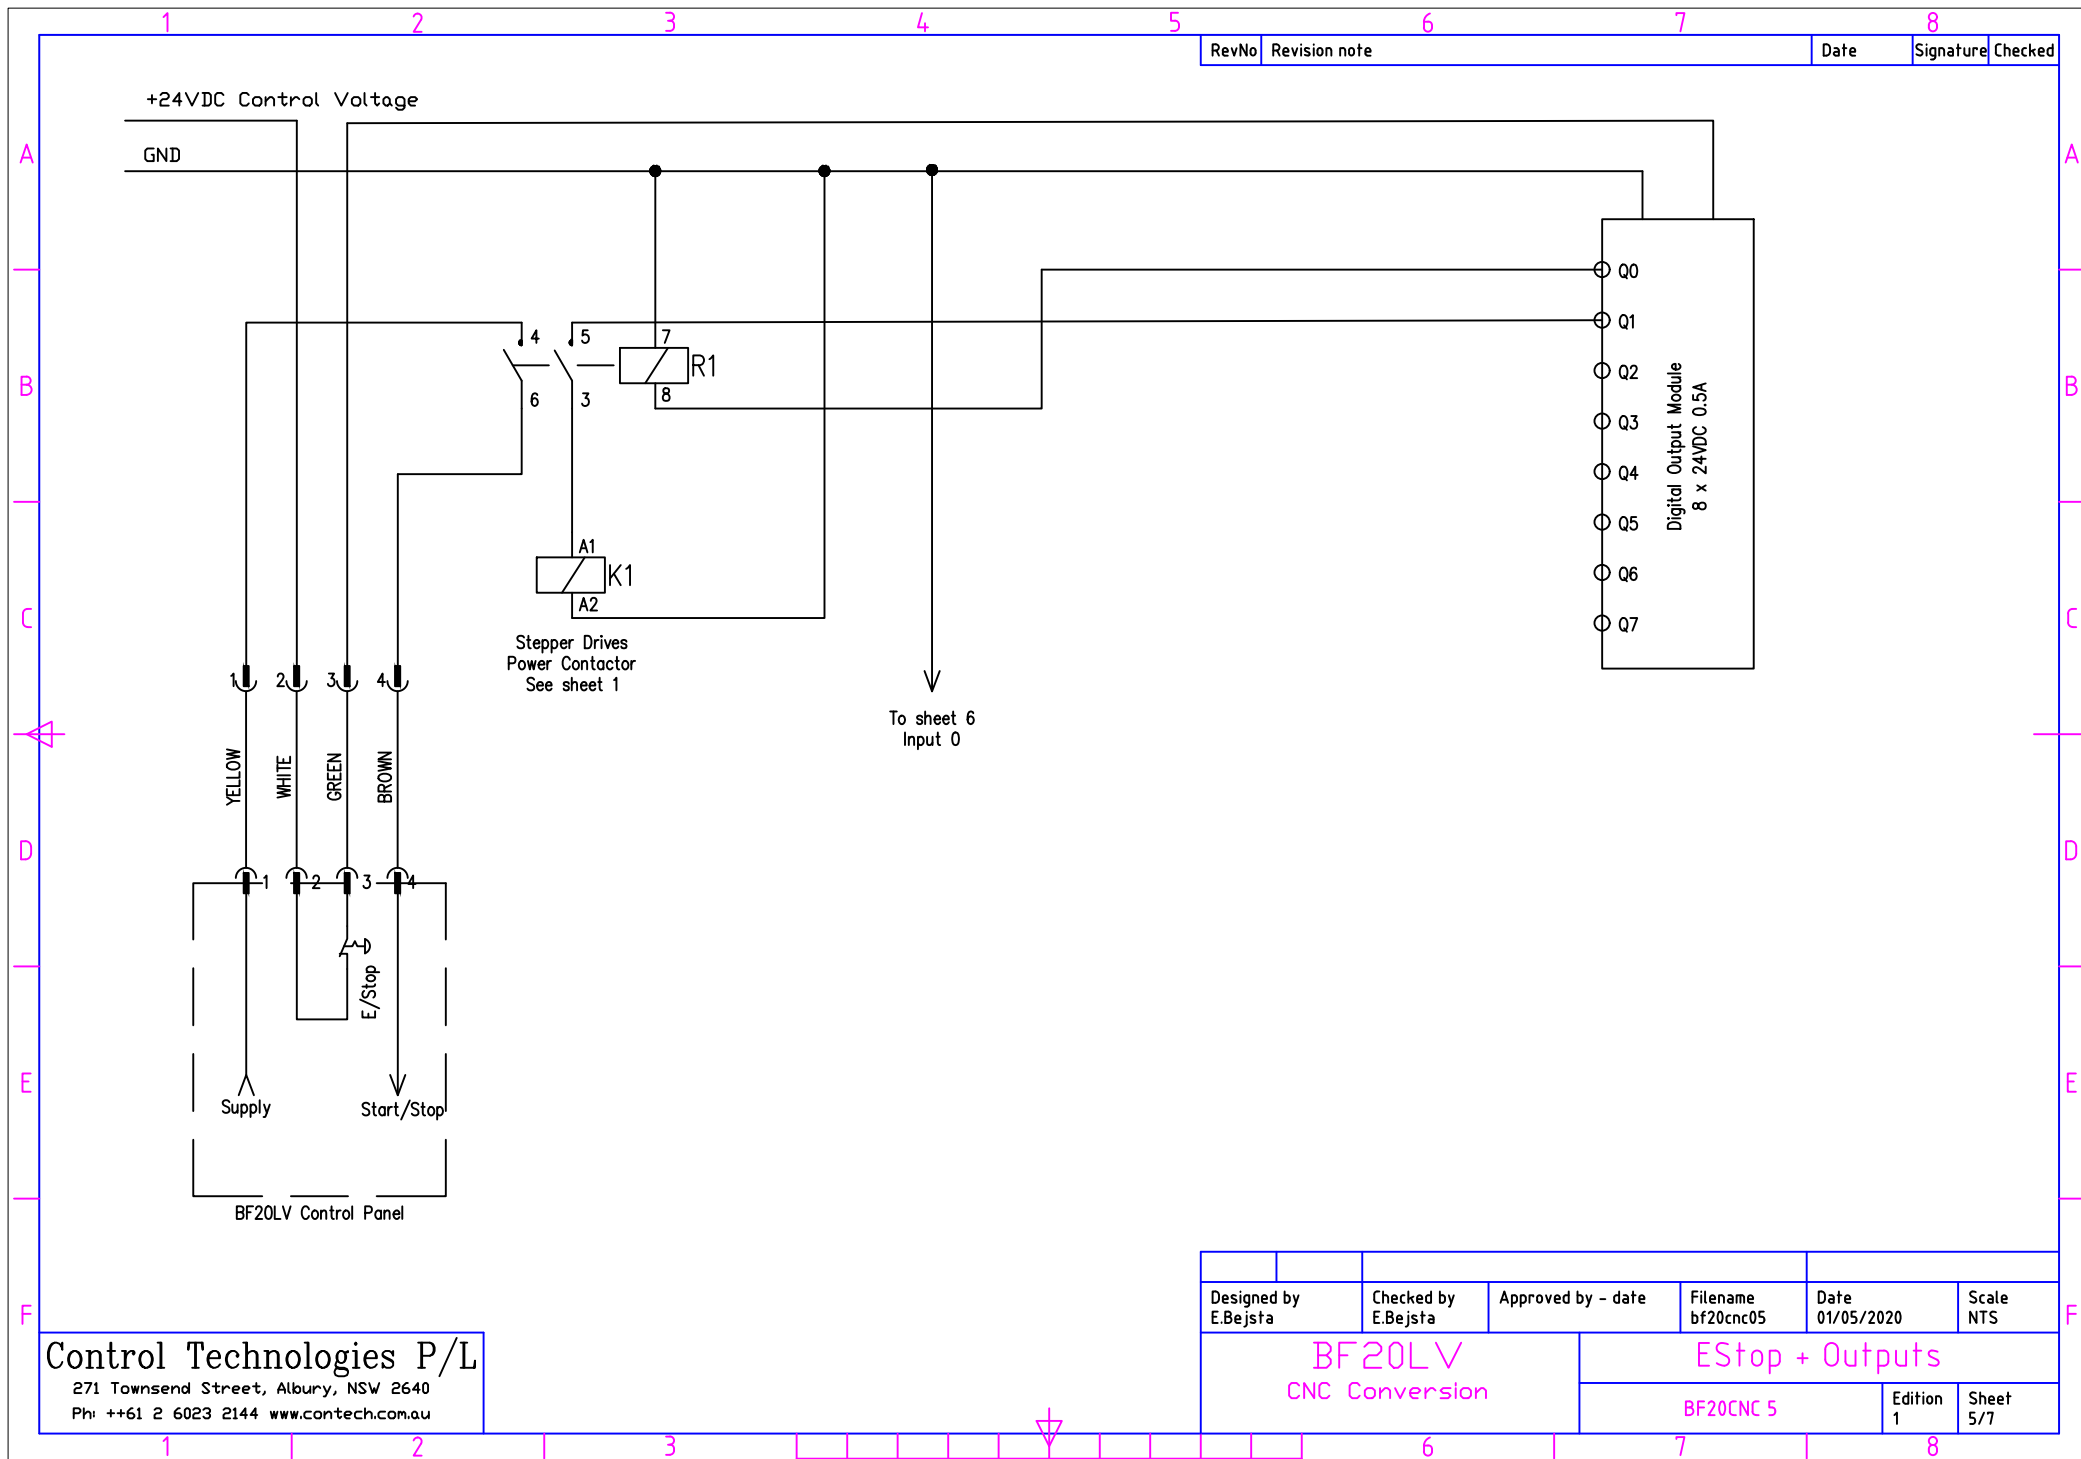 1 2 3 4 5 6 7 8
RevNo Revision note Date Signature Checked
+24VDC Control Voltage
A GND A
Q0
4 5 7 Q1
R1
B 6 3 8 Q2 B
Q3
Q4
Q5
Q6
Q7
Digital Output Module
8 x 24VDC 0.5A
A1
K1
A2
C C
Stepper Drives
Power Contactor
See sheet 1
1 2 3 4
To sheet 6
Input 0
YELLOW WHITE GREEN BROWN
D D
1 2 3 4
E/Stop
E E
Supply Start/Stop
BF20LV Control Panel
F F
Designed by
E.Bejsta
Checked by
E.Bejsta
Approved by - date
Filename
bf20cnc05
Date
01/05/2020
Scale
NTS
Control Technologies P/L
271 Townsend Street, Albury, NSW 2640
Ph: ++61 2 6023 2144 www.contech.com.au
BF20LV
CNC Conversion
EStop + Outputs
BF20CNC 5
Edition
1
Sheet
5/7
1 2 3 6 7 8